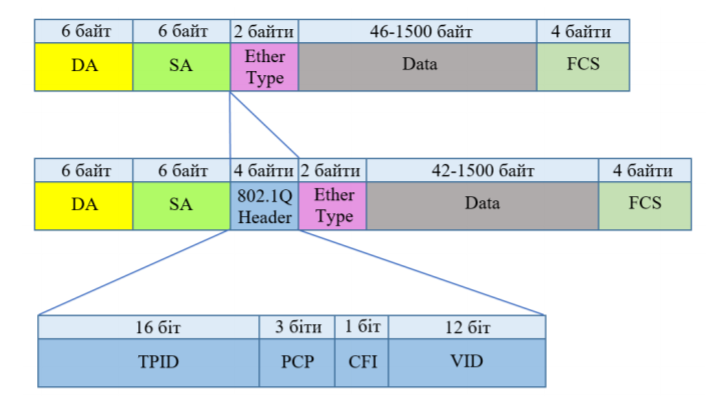 6 байт 6 байт 2 байти 46-1500 байт 4 байти
DA SA Ether Type Data FCS
6 байт 6 байт 4 байти 2 байти 42-1500 байт 4 байти
DA SA 802.1Q Header Ether Type Data FCS
16 біт 3 біти 1 біт 12 біт
TPID PCP CFI VID